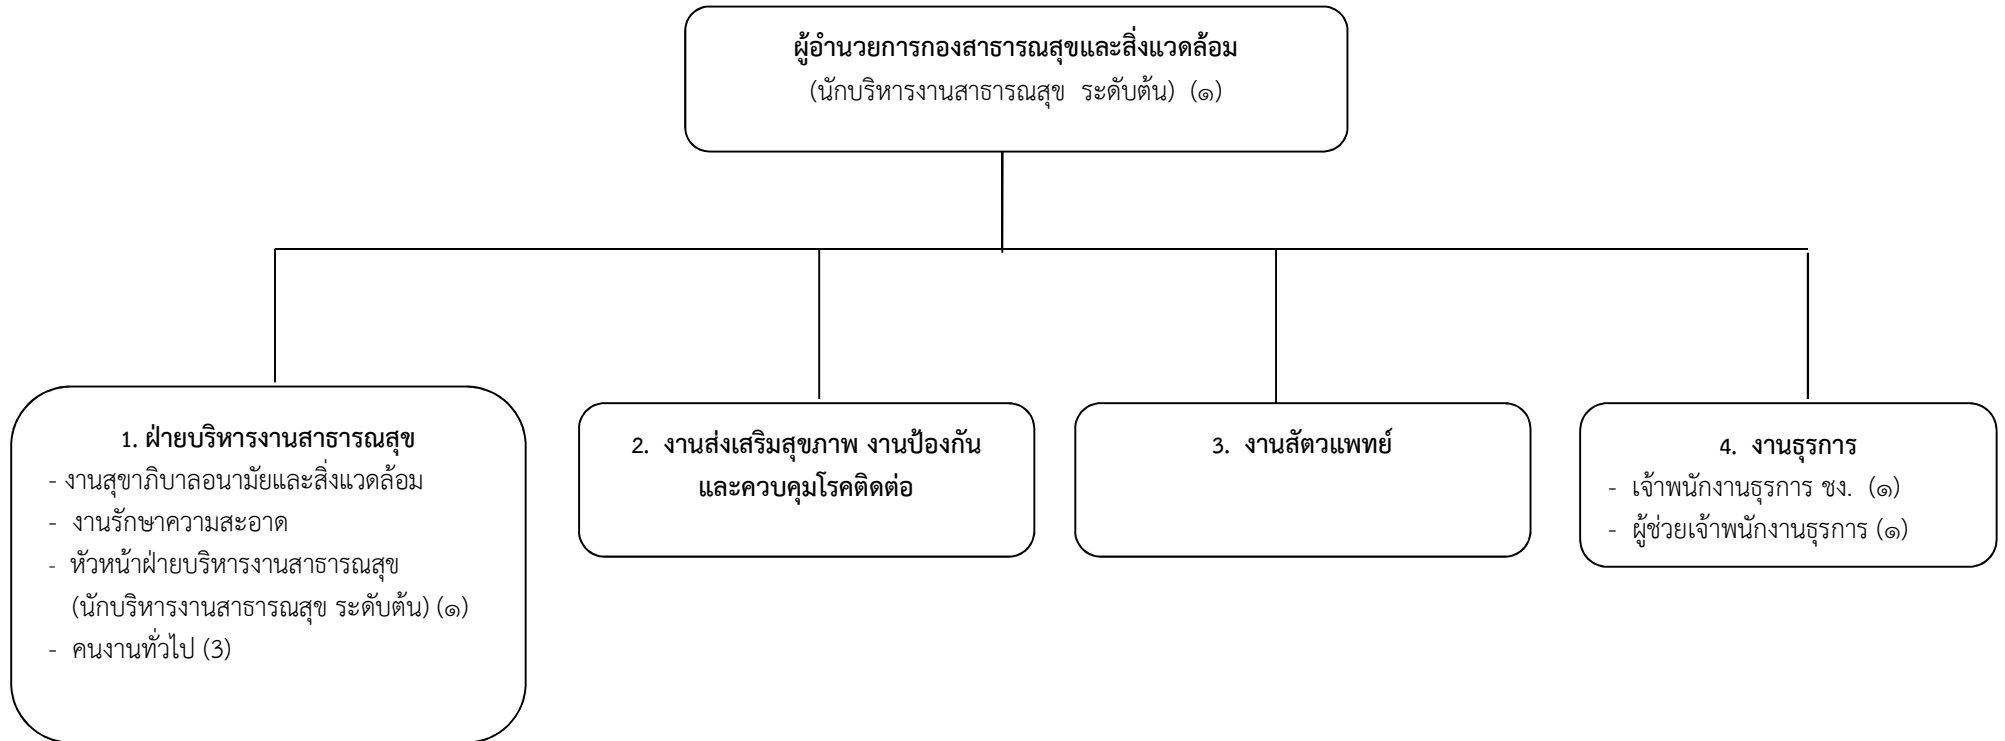 ผู้อำนวยการกองสาธารณสุขและสิ่งแวดล้อม
(นักบริหารงานสาธารณสุข ระดับต้น) (๑)
1. ฝ่ายบริหารงานสาธารณสุข
- งานสุขาภิบาลอนามัยและสิ่งแวดล้อม
- งานรักษาความสะอาด
- หัวหน้าฝ่ายบริหารงานสาธารณสุข
(นักบริหารงานสาธารณสุข ระดับต้น) (๑)
- คนงานทั่วไป (3)
2. งานส่งเสริมสุขภาพ งานป้องกัน
และควบคุมโรคติดต่อ
3. งานสัตวแพทย์
4. งานธุรการ
- เจ้าพนักงานธุรการ ชง. (๑)
- ผู้ช่วยเจ้าพนักงานธุรการ (๑)